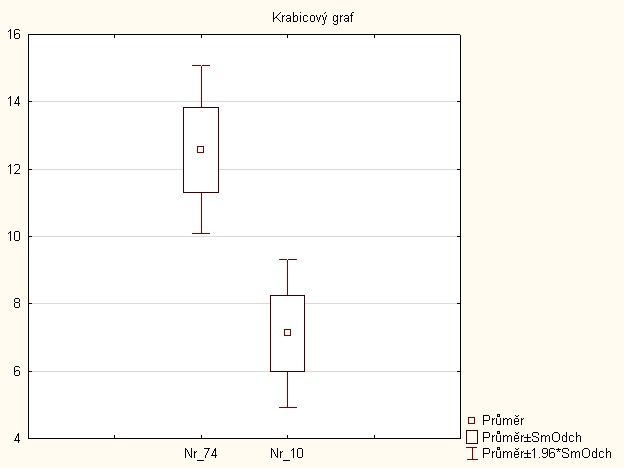 Krabicový graf
16
14
12
10
8
6
4
Nr_74 Nr_10
Průměr
Průměr±SmOdch
Průměr±1.96*SmOdch